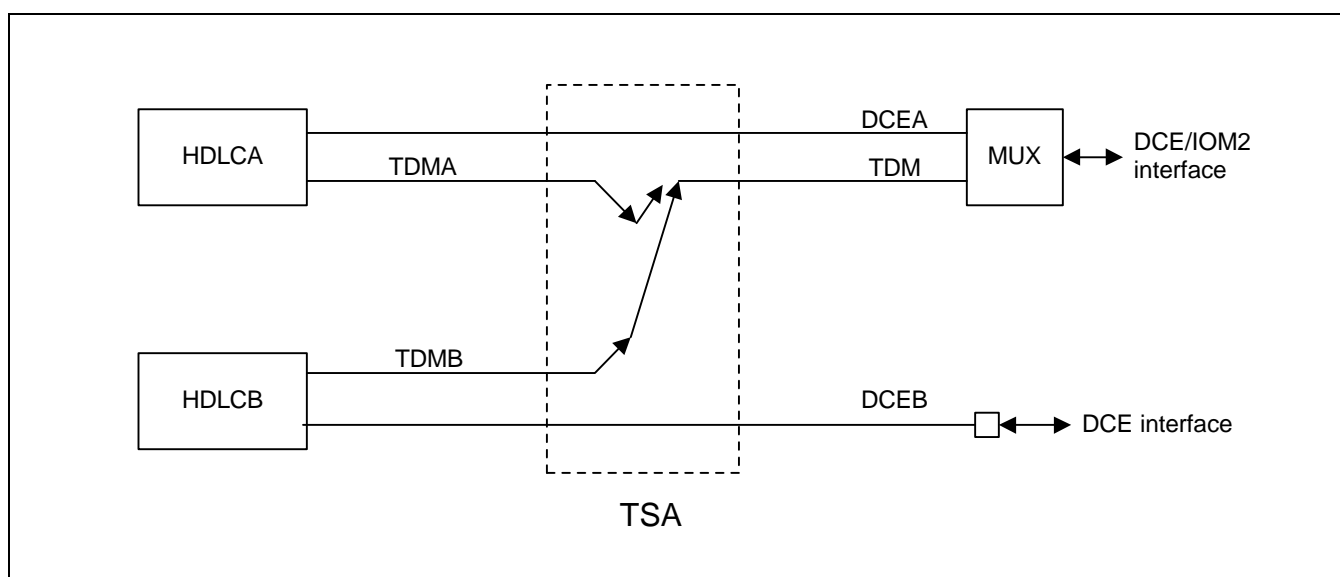 DCEA
HDLCA
MUX
DCE/IOM2
interface
TDMA
TDM
TDMB
HDLCB
DCEB
DCE interface
TSA